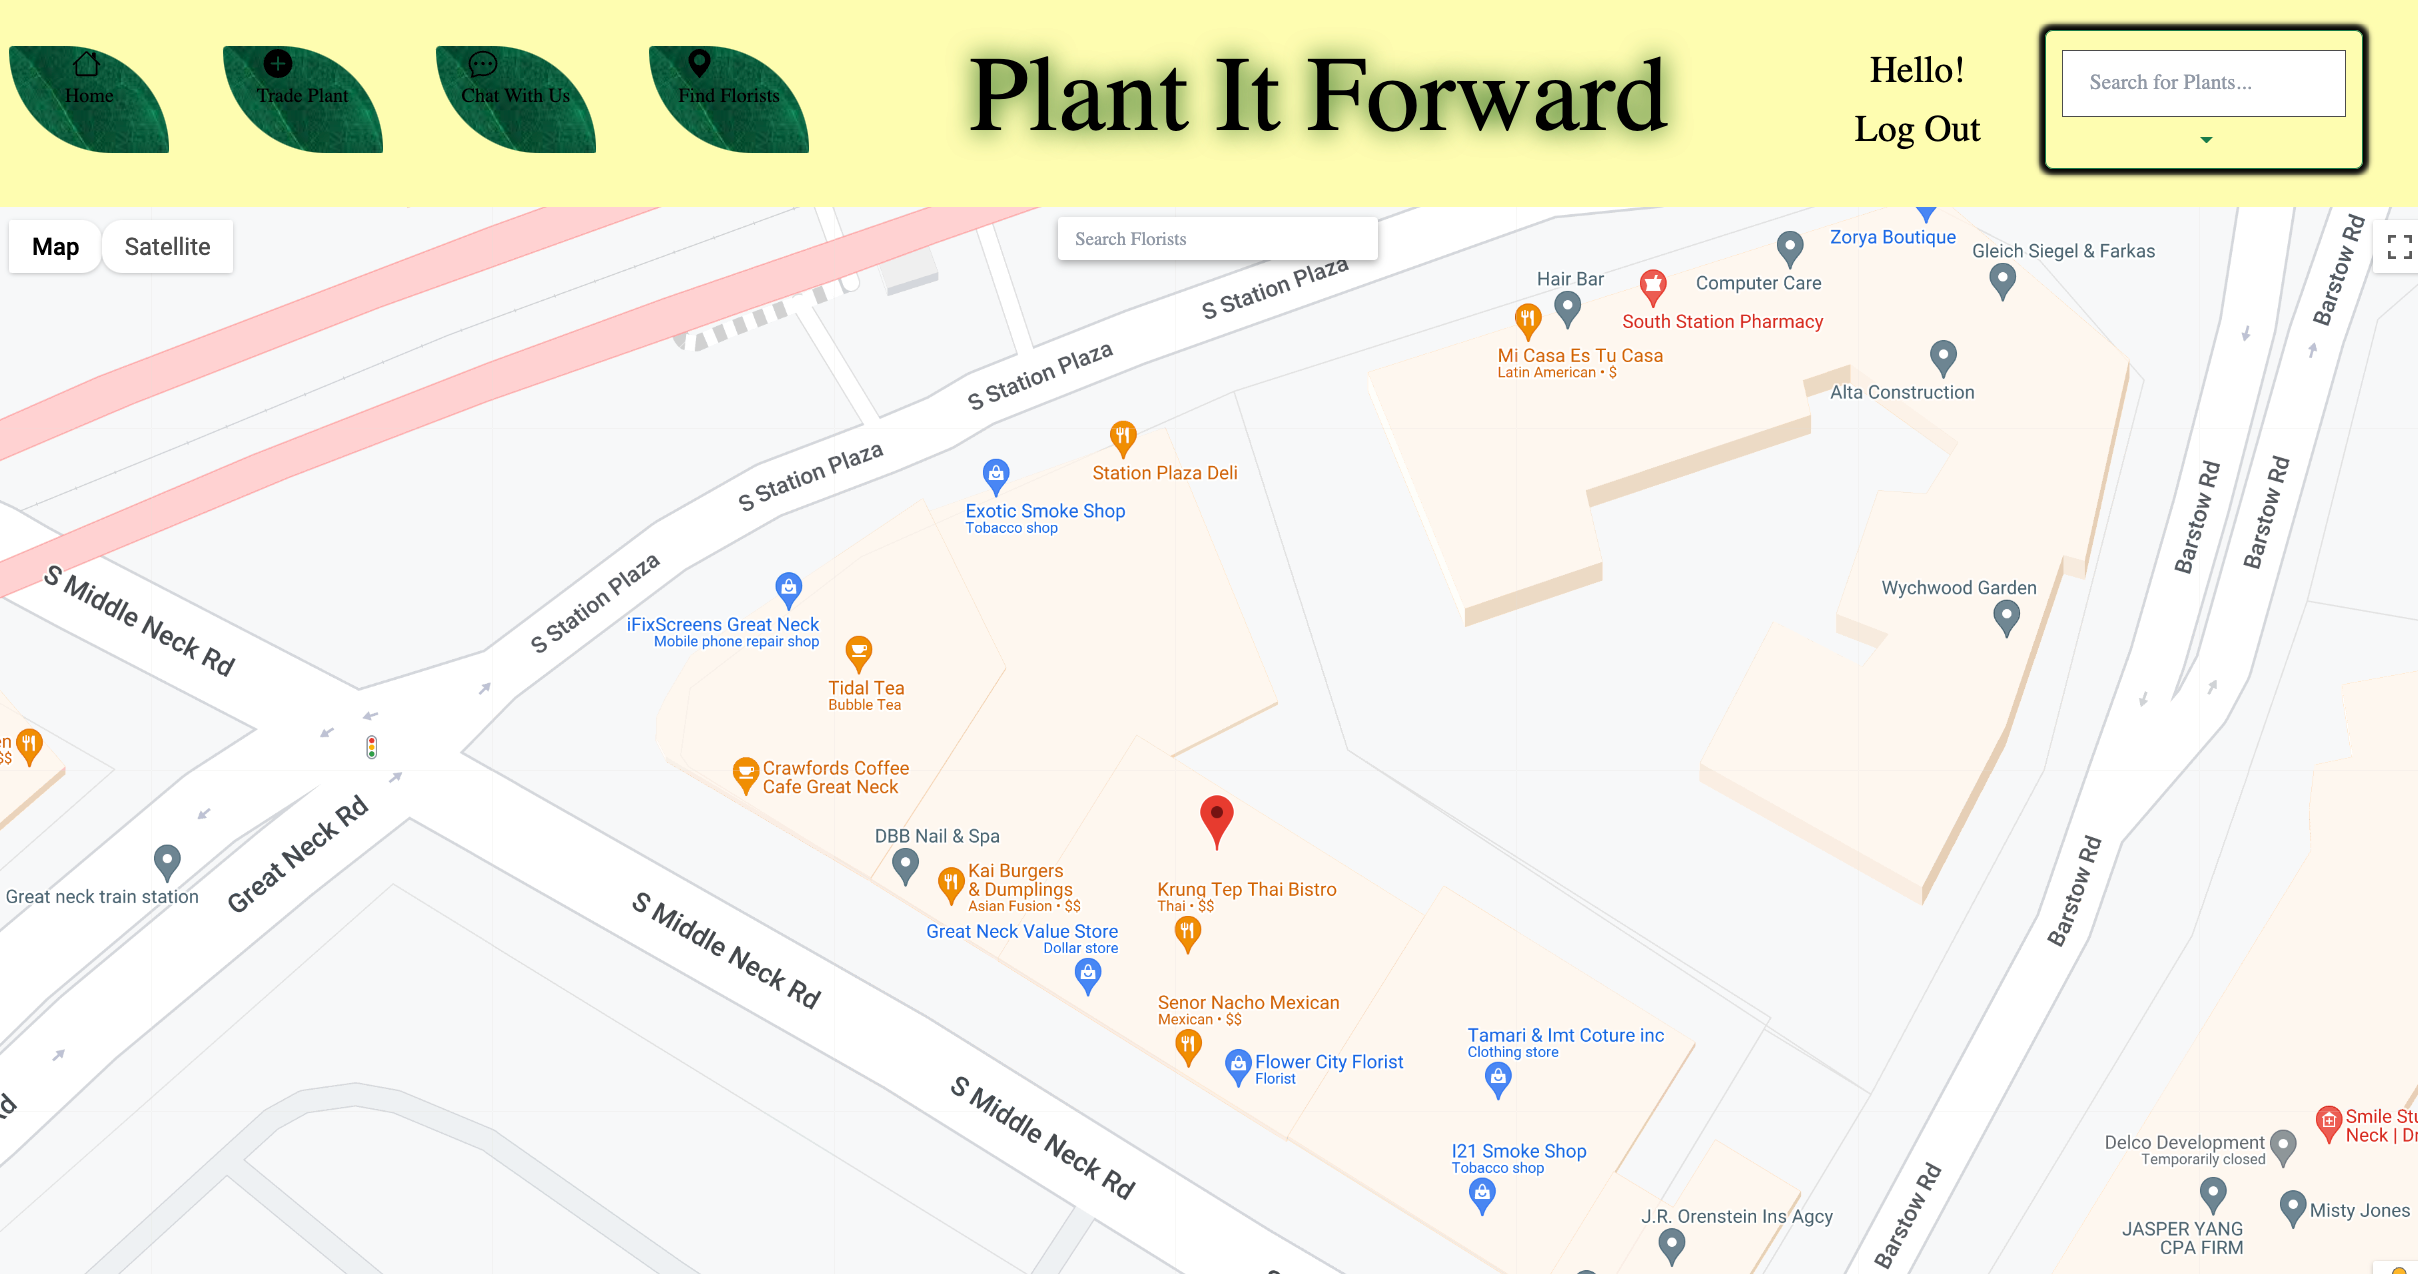 Home
Trade Plant
Chat With Us
Find Florists
Plant It Forward
Hello!
Log Out
Search for Plants...
Map
Satellite
Search Florists
Zorya Boutique
Gleich Siegel & Farkas
Hair Bar
Computer Care
South Station Pharmacy
Mi Casa Es Tu Casa
Latin American • $
Alta Construction
S Station Plaza
S Station Plaza
S Station Plaza
S Station Plaza
Barstow Rd
Barstow Rd
Barstow Rd
Station Plaza Deli
Exotic Smoke Shop
Tobacco shop
S Middle Neck Rd
iFixScreens Great Neck
Mobile phone repair shop
Wychwood Garden
Tidal Tea
Bubble Tea
en
$$
Crawfords Coffee
Cafe Great Neck
Great Neck Rd
Great neck train station
DBB Nail & Spa
Kai Burgers
& Dumplings
Asian Fusion • $$
Krung Tep Thai Bistro
Thai • $$
Great Neck Value Store
Dollar store
S Middle Neck Rd
Barstow Rd
Senor Nacho Mexican
Mexican • $$
Flower City Florist
Florist
Tamari & Imt Coture inc
Clothing store
S Middle Neck Rd
Rd
I21 Smoke Shop
Tobacco shop
J.R. Orenstein Ins Agcy
Barstow Rd
Smile Stu
Neck | Dr
Delco Development
Temporarily closed
JASPER YANG
CPA FIRM
Misty Jones